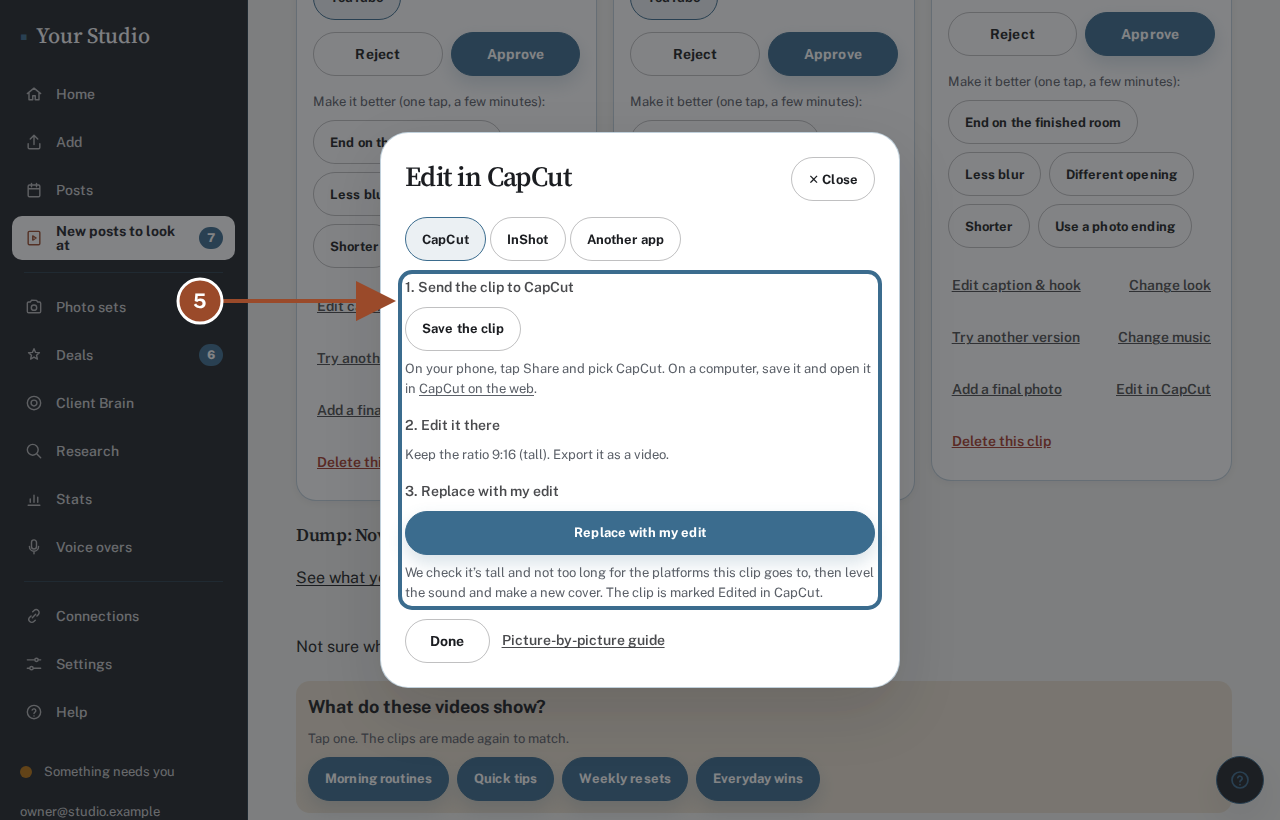 Your Studio
Home
Add
Posts
New posts to look
at
7
Photo sets
Deals
6
Client Brain
Research
Stats
Voice overs
Connections
Settings
Help
Something needs you
owner@studio.example
5
Reject
Approve
Make it better (one tap, a few minutes):
Shorter
Dump:
Not sure
Reject
Approve
Make it better (one tap, a few minutes):
Reject
Approve
Make it better (one tap, a few minutes):
End on the finished room
Less blur
Different opening
Shorter
Use a photo ending
Edit caption & hook
Change look
Try another version
Change music
Add a final photo
Edit in CapCut
Delete this clip
Edit in CapCut
× Close
CapCut
InShot
Another app
1. Send the clip to CapCut
Save the clip
On your phone, tap Share and pick CapCut. On a computer, save it and open it
in CapCut on the web.
2. Edit it there
Keep the ratio 9:16 (tall). Export it as a video.
3. Replace with my edit
Replace with my edit
We check it's tall and not too long for the platforms this clip goes to, then level
the sound and make a new cover. The clip is marked Edited in CapCut.
Done
Picture-by-picture guide
What do these videos show?
Tap one. The clips are made again to match.
Morning routines
Quick tips
Weekly resets
Everyday wins